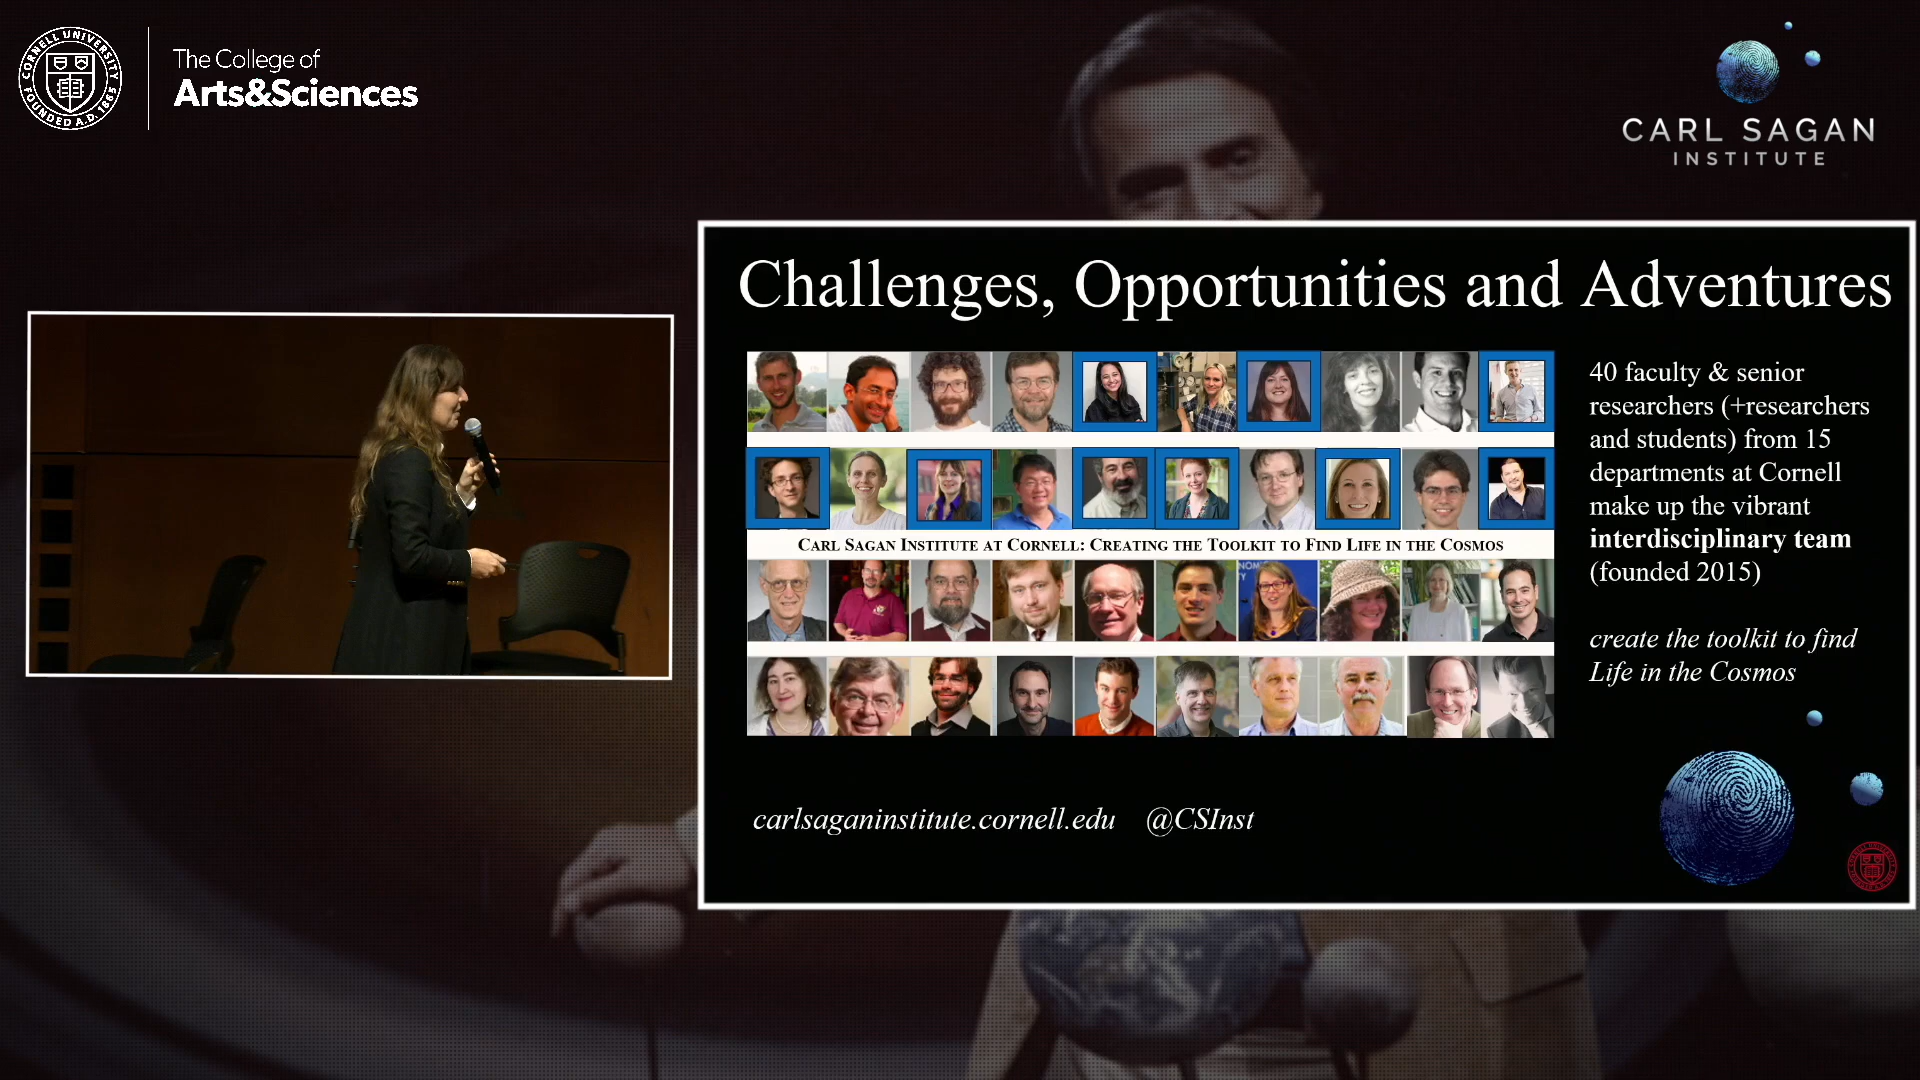 CORNELL UNIVERSITY
FOUNDED A.D. 1865
The College of
Arts&Sciences
CARL SAGAN
INSTITUTE
Challenges, Opportunities and Adventures
CARL SAGAN INSTITUTE AT CORNELL: CREATING THE TOOLKIT TO FIND LIFE IN THE COSMOS
40 faculty & senior
researchers (+researchers
and students) from 15
departments at Cornell
make up the vibrant
interdisciplinary team
(founded 2015)
create the toolkit to find
Life in the Cosmos
carlsaganinstitute.cornell.edu @CSInst